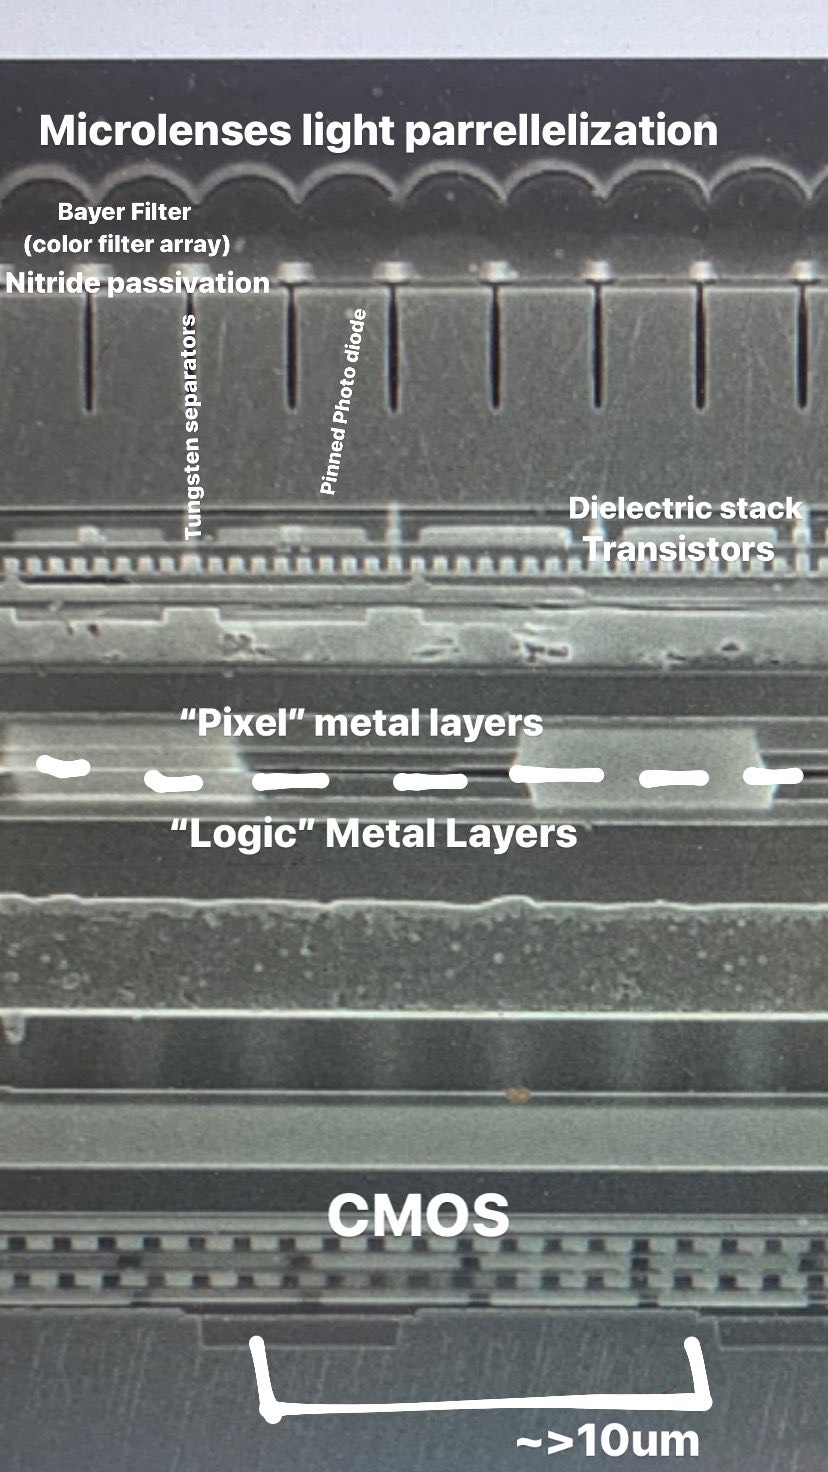 Microlenses light parrellelization
Bayer Filter
(color filter array)
Nitride passivation
Tungsten separators
Pinned Photo diode
Dielectric stack
Transistors
“Pixel” metal layers
“Logic” Metal Layers
CMOS
~>10um